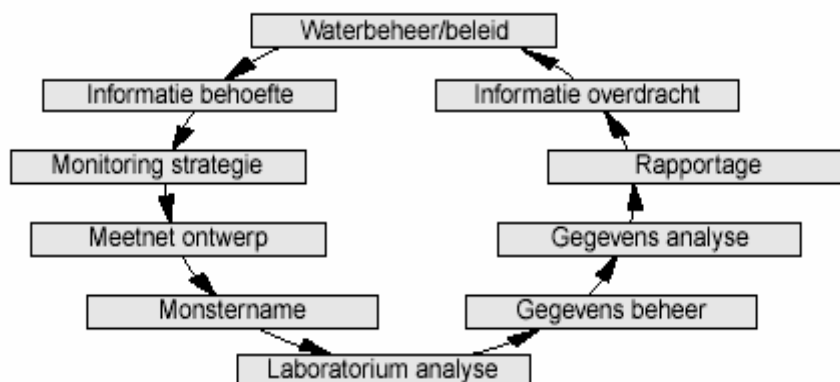 Waterbeheer/beleid
Informatie behoefte
Informatie overdracht
Monitoring strategie
Rapportage
Meetnet ontwerp
Gegevens analyse
Monstername
Gegevens beheer
Laboratorium analyse